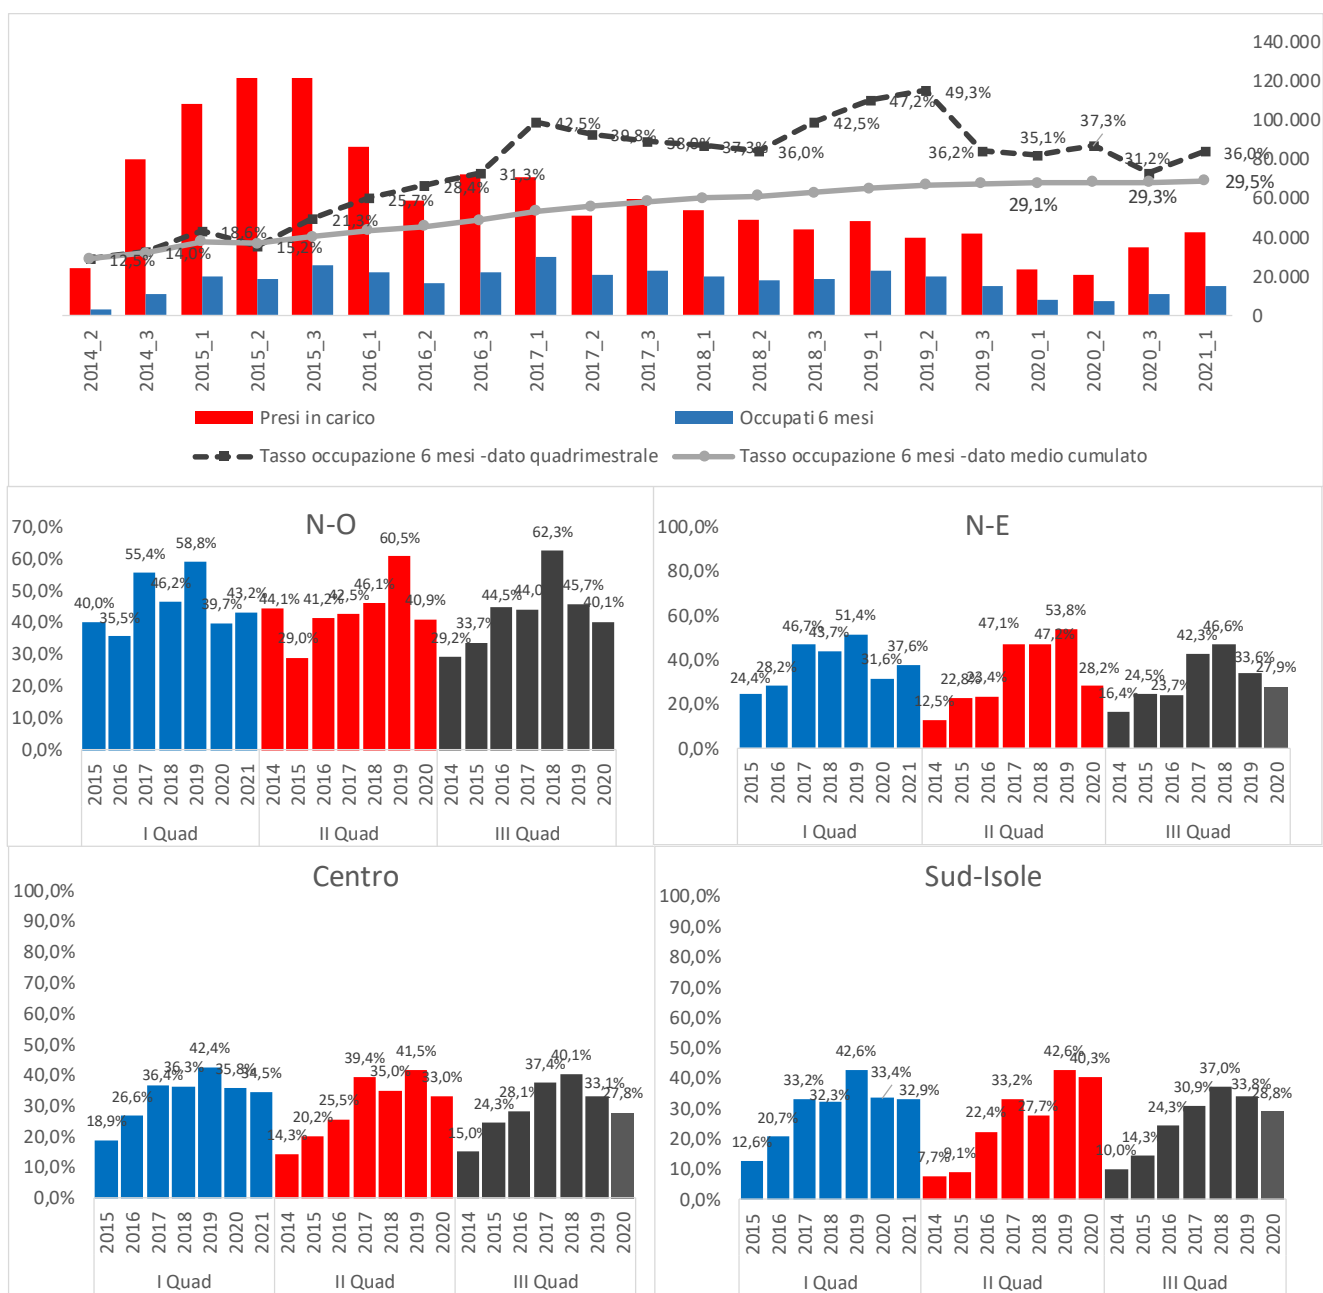 140.000
120.000
100.000
80.000
60.000
40.000
20.000
0
12,5%
14,0%
18,6%
15,2%
21,3%
25,7%
28,4%
31,3%
42,5%
39,8%
38,0%
37,3%
36,0%
42,5%
47,2%
49,3%
36,2%
35,1%
37,3%
31,2%
36,0%
29,1%
29,3%
29,5%
2014_2 2014_3 2015_1 2015_2 2015_3 2016_1 2016_2 2016_3 2017_1 2017_2 2017_3 2018_1 2018_2 2018_3 2019_1 2019_2 2019_3 2020_1 2020_2 2020_3 2021_1
Presi in carico Occupati 6 mesi
Tasso occupazione 6 mesi -dato quadrimestrale Tasso occupazione 6 mesi -dato medio cumulato
N-O
70,0%
60,0%
50,0%
40,0%
30,0%
20,0%
10,0%
0,0%
40,0% 35,5% 55,4% 46,2% 58,8% 39,7% 43,2%
44,1% 29,0% 41,2% 42,5% 46,1% 60,5% 40,9%
29,2% 33,7% 44,5% 44,0% 62,3% 45,7% 40,1%
2015 2016 2017 2018 2019 2020 2021 2014 2015 2016 2017 2018 2019 2020 2014 2015 2016 2017 2018 2019 2020
I Quad II Quad III Quad
N-E
100,0%
80,0%
60,0%
40,0%
20,0%
0,0%
24,4% 28,2% 46,7% 43,7% 51,4% 31,6% 37,6%
12,5% 22,8% 23,4% 47,1% 47,2% 53,8% 28,2%
16,4% 24,5% 23,7% 42,3% 46,6% 33,6% 27,9%
2015 2016 2017 2018 2019 2020 2021 2014 2015 2016 2017 2018 2019 2020 2014 2015 2016 2017 2018 2019 2020
I Quad II Quad III Quad
Centro
100,0%
90,0%
80,0%
70,0%
60,0%
50,0%
40,0%
30,0%
20,0%
10,0%
0,0%
18,9% 26,6% 36,4% 36,3% 42,4% 35,8% 34,5%
14,3% 20,2% 25,5% 39,4% 35,0% 41,5% 33,0%
15,0% 24,3% 28,1% 37,4% 40,1% 33,1% 27,8%
2015 2016 2017 2018 2019 2020 2021 2014 2015 2016 2017 2018 2019 2020 2014 2015 2016 2017 2018 2019 2020
I Quad II Quad III Quad
Sud-Isole
100,0%
90,0%
80,0%
70,0%
60,0%
50,0%
40,0%
30,0%
20,0%
10,0%
0,0%
12,6% 20,7% 33,2% 32,3% 42,6% 33,4% 32,9%
7,7% 9,1% 22,4% 33,2% 27,7% 42,6% 40,3%
10,0% 14,3% 24,3% 30,9% 37,0% 33,8% 28,8%
2015 2016 2017 2018 2019 2020 2021 2014 2015 2016 2017 2018 2019 2020 2014 2015 2016 2017 2018 2019 2020
I Quad II Quad III Quad